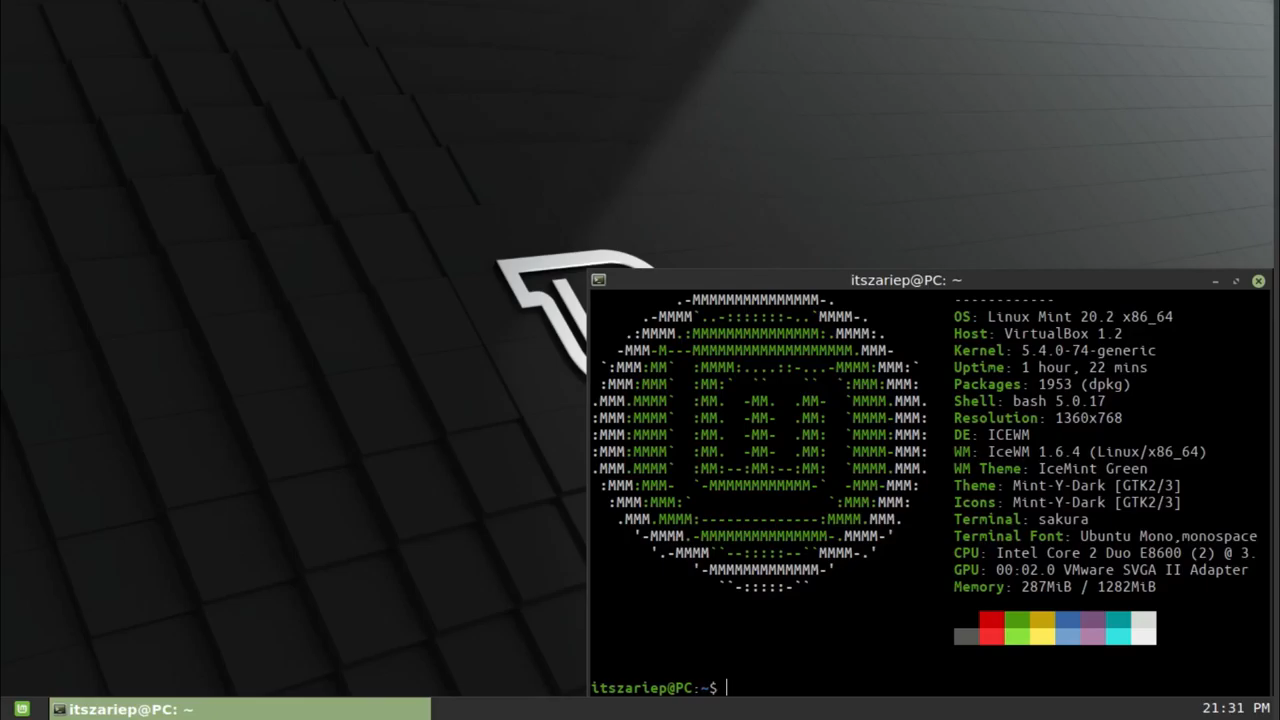 itszariep@PC: ~
.-MMMMMMMMMMMMMMM-.
.-MMMM`..-:::::::-..`MMMM-.
.:MMMM.:MMMMMMMMMMMMMMM:.MMMM:.
-MMM-M---MMMMMMMMMMMMMMMMMMM.MMM-
`:MMM:MM`  :MMMM:....::-...-MMMM:MMM:`
:MMM:MMM`  :MM:`  ``    ``  `:MMM:MMM:
.MMM.MMMM`  :MM.  -MM.  .MM-  `MMMM.MMM.
:MMM:MMMM`  :MM.  -MM-  .MM:  `MMMM-MMM:
:MMM:MMMM`  :MM.  -MM-  .MM:  `MMMM:MMM:
:MMM:MMMM`  :MM.  -MM-  .MM:  `MMMM-MMM:
.MMM.MMMM`  :MM:--:MM:--:MM:  `MMMM.MMM.
:MMM:MMM-  `-MMMMMMMMMMMM-`  -MMM-MMM:
:MMM:MMM:`                `:MMM:MMM:
.MMM.MMMM:--------------:MMMM.MMM.
'-MMMM.-MMMMMMMMMMMMMMM-.MMMM-'
'.-MMMM``--:::::--``MMMM-.'
'-MMMMMMMMMMMMM-'
``-:::::-``
------------
OS: Linux Mint 20.2 x86_64
Host: VirtualBox 1.2
Kernel: 5.4.0-74-generic
Uptime: 1 hour, 22 mins
Packages: 1953 (dpkg)
Shell: bash 5.0.17
Resolution: 1360x768
DE: ICEWM
WM: IceWM 1.6.4 (Linux/x86_64)
WM Theme: IceMint Green
Theme: Mint-Y-Dark [GTK2/3]
Icons: Mint-Y-Dark [GTK2/3]
Terminal: sakura
Terminal Font: Ubuntu Mono,monospace
CPU: Intel Core 2 Duo E8600 (2) @ 3.
GPU: 00:02.0 VMware SVGA II Adapter
Memory: 287MiB / 1282MiB
itszariep@PC:~$
itszariep@PC: ~
21:31 PM